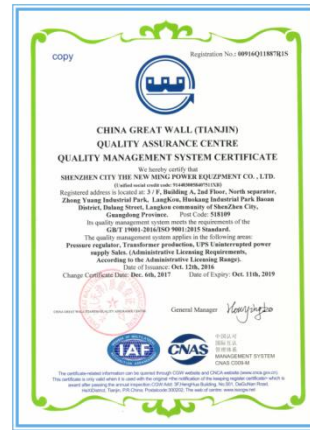 copy
Registration No.: 00916Q11887R1S
CHINA GREAT WALL (TIANJIN)
QUALITY ASSURANCE CENTRE
QUALITY MANAGEMENT SYSTEM CERTIFICATE
We hereby certify that
SHENZHEN CITY THE NEW MING POWER EQUZPMENT CO. , LTD.
Registered address is located at: 3 / F, Building A, 2nd Floor, North separator,
Zhong Yuang Industrial Park, LangKou, Huokang Industrial Park Baoan
District, Dalang Street, Langkou community of ShenZhen City,
Guangdong Province. Post Code: 518109
Its quality management system meets the requirements of the
GB/T 19001-2016/ISO 9001:2015 Standard.
The quality management system applies in the following areas:
Pressure regulator, Transformer production, UPS Uninterrupted power
supply Sales. (Administrative Licensing Requirements,
According to the Administrative Licensing Range).
Date of Issuance: Oct. 12th, 2016
Change Certificate Date: Dec. 6th, 2017 Date of Expiry: Oct. 11th, 2019
General Manager
IAF
CNAS
MANAGEMENT SYSTEM
CNAS C009-M